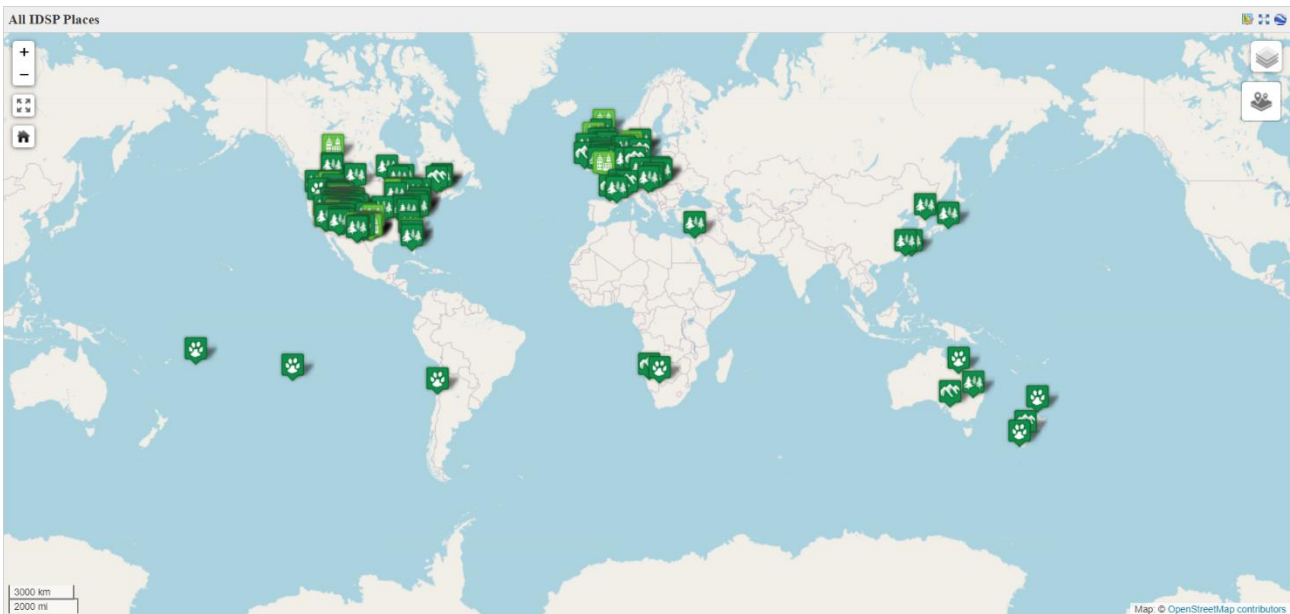 All IDSP Places
+
−
3000 km
2000 mi
Map: © OpenStreetMap contributors